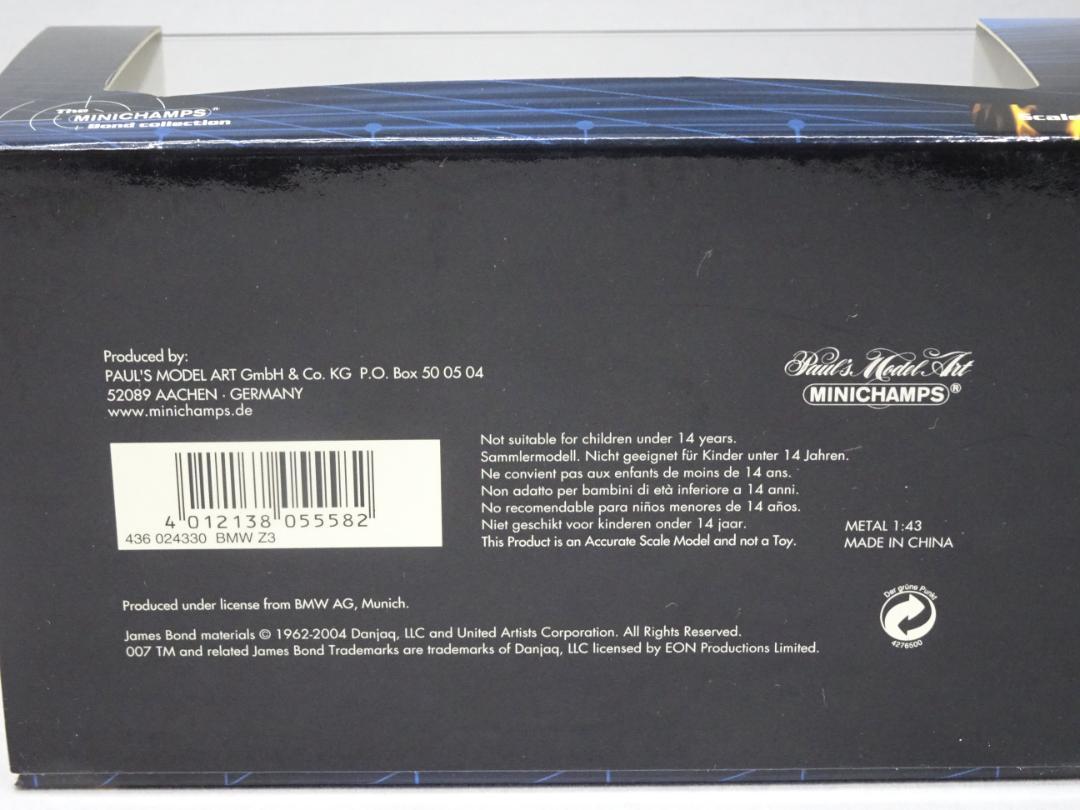 The
MINICHAMPS®
Bond collection
Scale
Produced by:
PAUL'S MODEL ART GmbH & Co. KG P.O. Box 50 05 04
52089 AACHEN · GERMANY
www.minichamps.de
Paul's Model Art
MINICHAMPS®
4 012138 055582
436 024330 BMW Z3
Not suitable for children under 14 years.
Sammlermodell. Nicht geeignet für Kinder unter 14 Jahren.
Ne convient pas aux enfants de moins de 14 ans.
Non adatto per bambini di età inferiore a 14 anni.
No recomendable para niños menores de 14 años.
Niet geschikt voor kinderen onder 14 jaar.
This Product is an Accurate Scale Model and not a Toy.
METAL 1:43
MADE IN CHINA
Produced under license from BMW AG, Munich.
James Bond materials © 1962-2004 Danjaq, LLC and United Artists Corporation. All Rights Reserved.
007 TM and related James Bond Trademarks are trademarks of Danjaq, LLC licensed by EON Productions Limited.
Der grüne Punkt
4276500